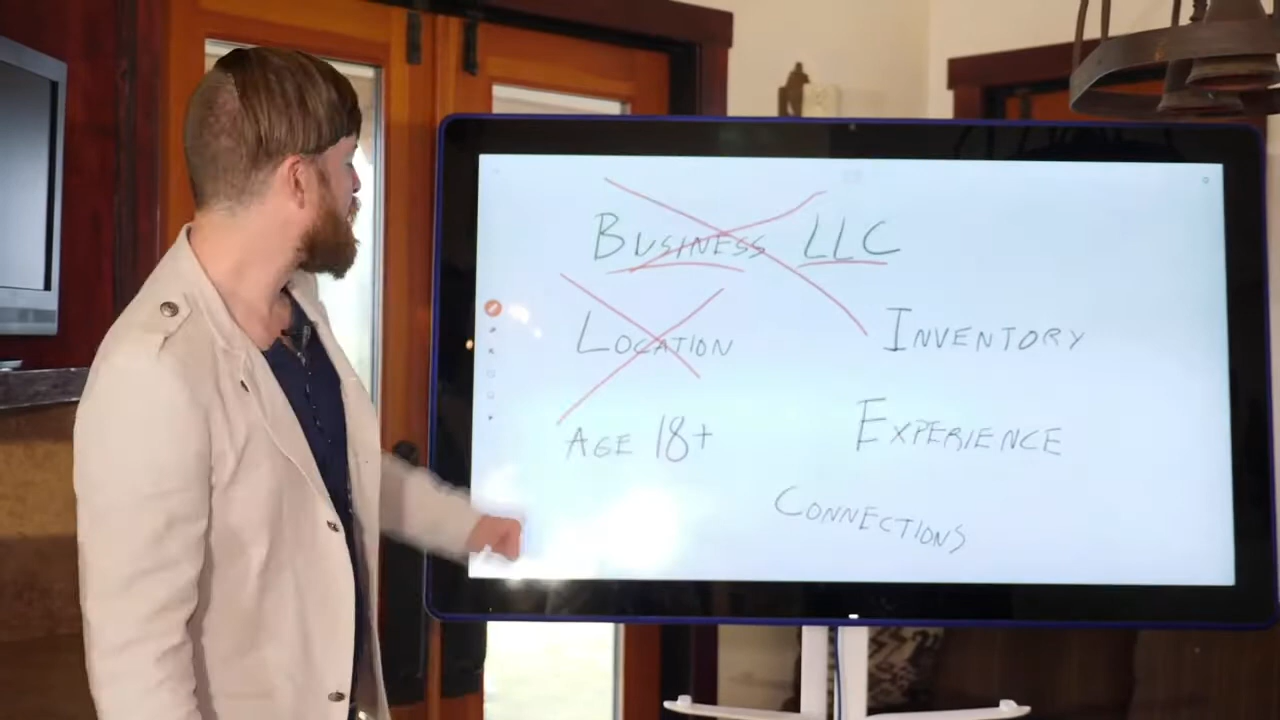 BUSINESS LLC
LOCATION
INVENTORY
AGE 18+
EXPERIENCE
CONNECTIONS